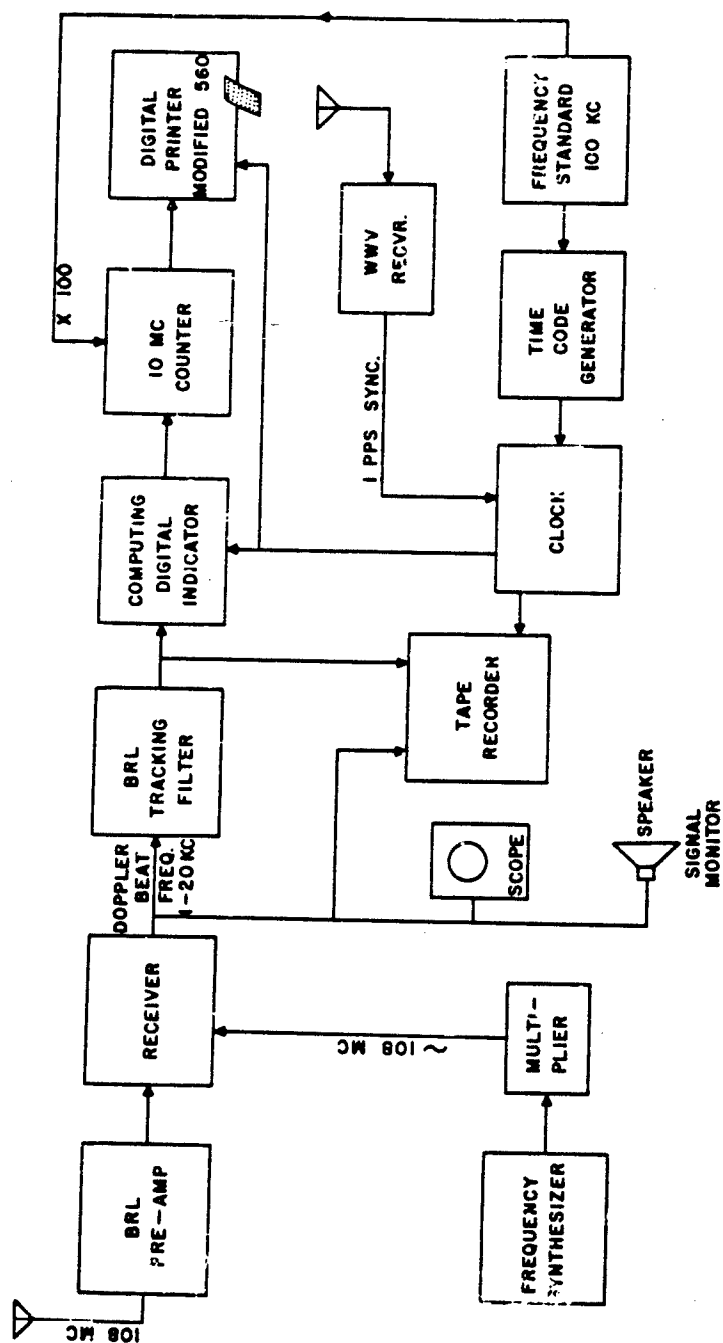 108 MC
BRL
PRE-AMP
RECEIVER
DOPPLER
BEAT
FREQ.
1-20 KC
BRL
TRACKING
FILTER
COMPUTING
DIGITAL
INDICATOR
10 MC
COUNTER
X 100
DIGITAL
PRINTER
MODIFIED 560
FREQUENCY
SYNTHESIZER
MULTI-
PLIER
~108 MC
SCOPE
SPEAKER
SIGNAL
MONITOR
TAPE
RECORDER
CLOCK
1 PPS SYNC.
WWV
RECVR.
TIME
CODE
GENERATOR
FREQUENCY
STANDARD
100 KC